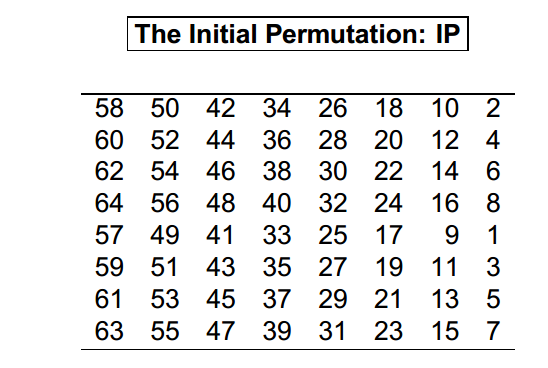 The Initial Permutation: IP
58 50 42 34 26 18 10 2
60 52 44 36 28 20 12 4
62 54 46 38 30 22 14 6
64 56 48 40 32 24 16 8
57 49 41 33 25 17 9 1
59 51 43 35 27 19 11 3
61 53 45 37 29 21 13 5
63 55 47 39 31 23 15 7